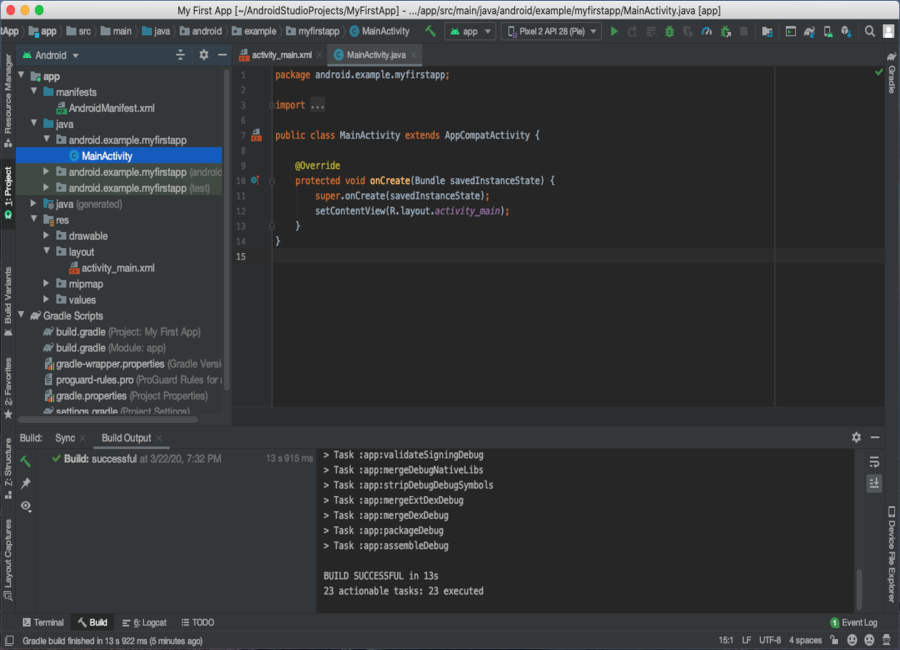 My First App [~/AndroidStudioProjects/MyFirstApp] - .../app/src/main/java/android/example/myfirstapp/MainActivity.java [app]
tApp app src main java android example myfirstapp MainActivity app Pixel 2 API 28 (Pie)
Resource Manager
1: Project
Build Variants
2: Favorites
7: Structure
Layout Captures
Android
app
manifests
AndroidManifest.xml
java
android.example.myfirstapp
MainActivity
android.example.myfirstapp (android
android.example.myfirstapp (test)
java (generated)
res
drawable
layout
activity_main.xml
mipmap
values
Gradle Scripts
build.gradle (Project: My First App)
build.gradle (Module: app)
gradle-wrapper.properties (Gradle Versi
proguard-rules.pro (ProGuard Rules for a
gradle.properties (Project Properties)
settings.gradle (Project Settings)
activity_main.xml MainActivity.java
1 package android.example.myfirstapp;
2
3 import ...
6
7 public class MainActivity extends AppCompatActivity {
8
9 @Override
10 protected void onCreate(Bundle savedInstanceState) {
11 super.onCreate(savedInstanceState);
12 setContentView(R.layout.activity_main);
13 }
14 }
15
Gradle
Device File Explorer
Build: Sync Build Output
Build: successful at 3/22/20, 7:32 PM 13 s 915 ms
> Task :app:validateSigningDebug
> Task :app:mergeDebugNativeLibs
> Task :app:stripDebugDebugSymbols
> Task :app:mergeExtDexDebug
> Task :app:mergeDexDebug
> Task :app:packageDebug
> Task :app:assembleDebug
BUILD SUCCESSFUL in 13s
23 actionable tasks: 23 executed
Terminal Build 6: Logcat TODO 1 Event Log
Gradle build finished in 13 s 922 ms (5 minutes ago) 15:1 LF UTF-8 4 spaces